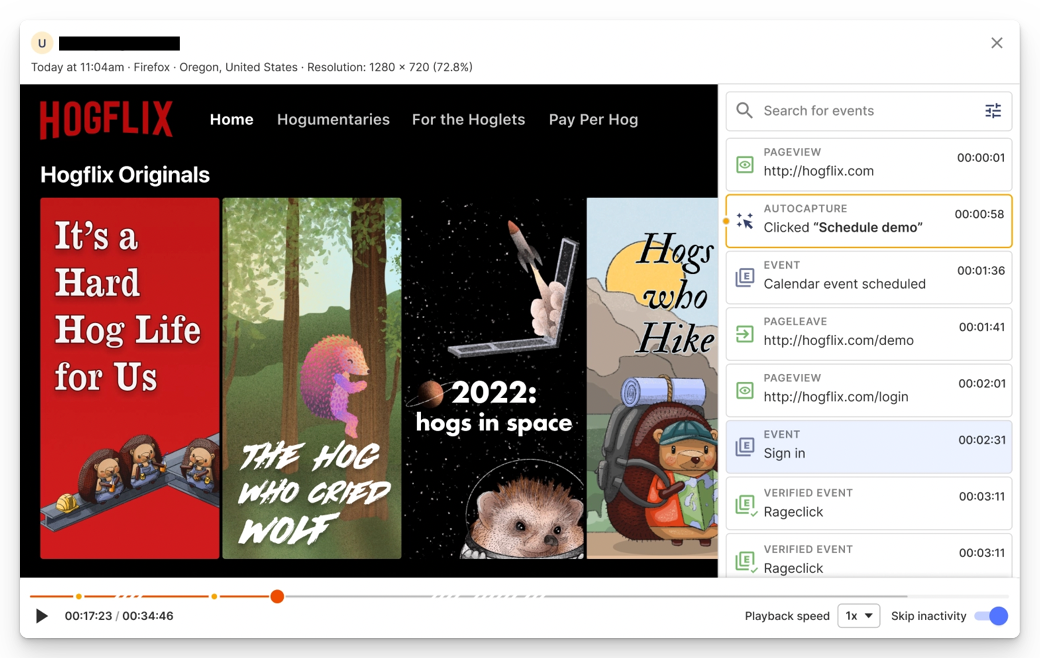 U
Today at 11:04am · Firefox · Oregon, United States · Resolution: 1280 × 720 (72.8%)
HOGFLIX
Home
Hogumentaries
For the Hoglets
Pay Per Hog
Hogflix Originals
It's a
Hard
Hog Life
for Us
THE HOG
WHO CRIED
WOLF
2022:
hogs in space
Hogs
who
Hike
Search for events
PAGEVIEW
00:00:01
http://hogflix.com
AUTOCAPTURE
00:00:58
Clicked “Schedule demo”
EVENT
00:01:36
Calendar event scheduled
PAGELEAVE
00:01:41
http://hogflix.com/demo
PAGEVIEW
00:02:01
http://hogflix.com/login
E
EVENT
00:02:31
Sign in
VERIFIED EVENT
00:03:11
Rageclick
VERIFIED EVENT
00:03:11
Rageclick
00:17:23 / 00:34:46
Playback speed
1x
Skip inactivity